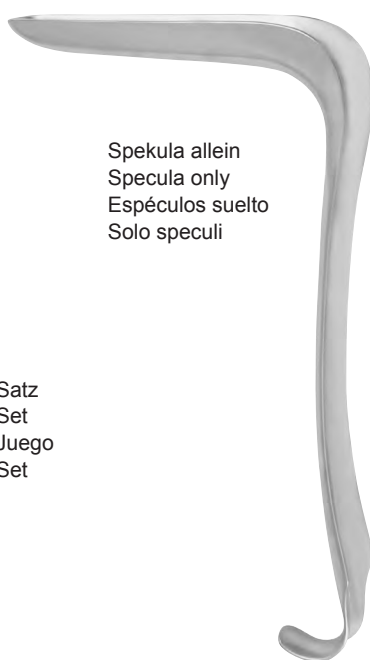 Spekula allein
Specula only
Espéculos suelto
Solo speculi
Satz
Set
Juego
Set